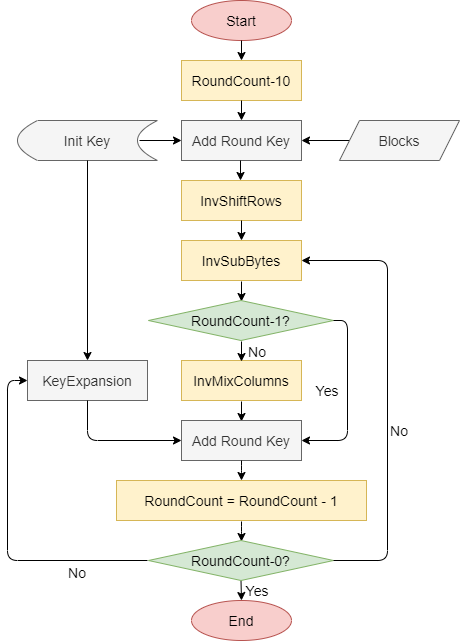 Start
RoundCount-10
Init Key
Add Round Key
Blocks
InvShiftRows
InvSubBytes
RoundCount-1?
No
InvMixColumns
Yes
KeyExpansion
No
Add Round Key
RoundCount = RoundCount - 1
RoundCount-0?
No
Yes
End